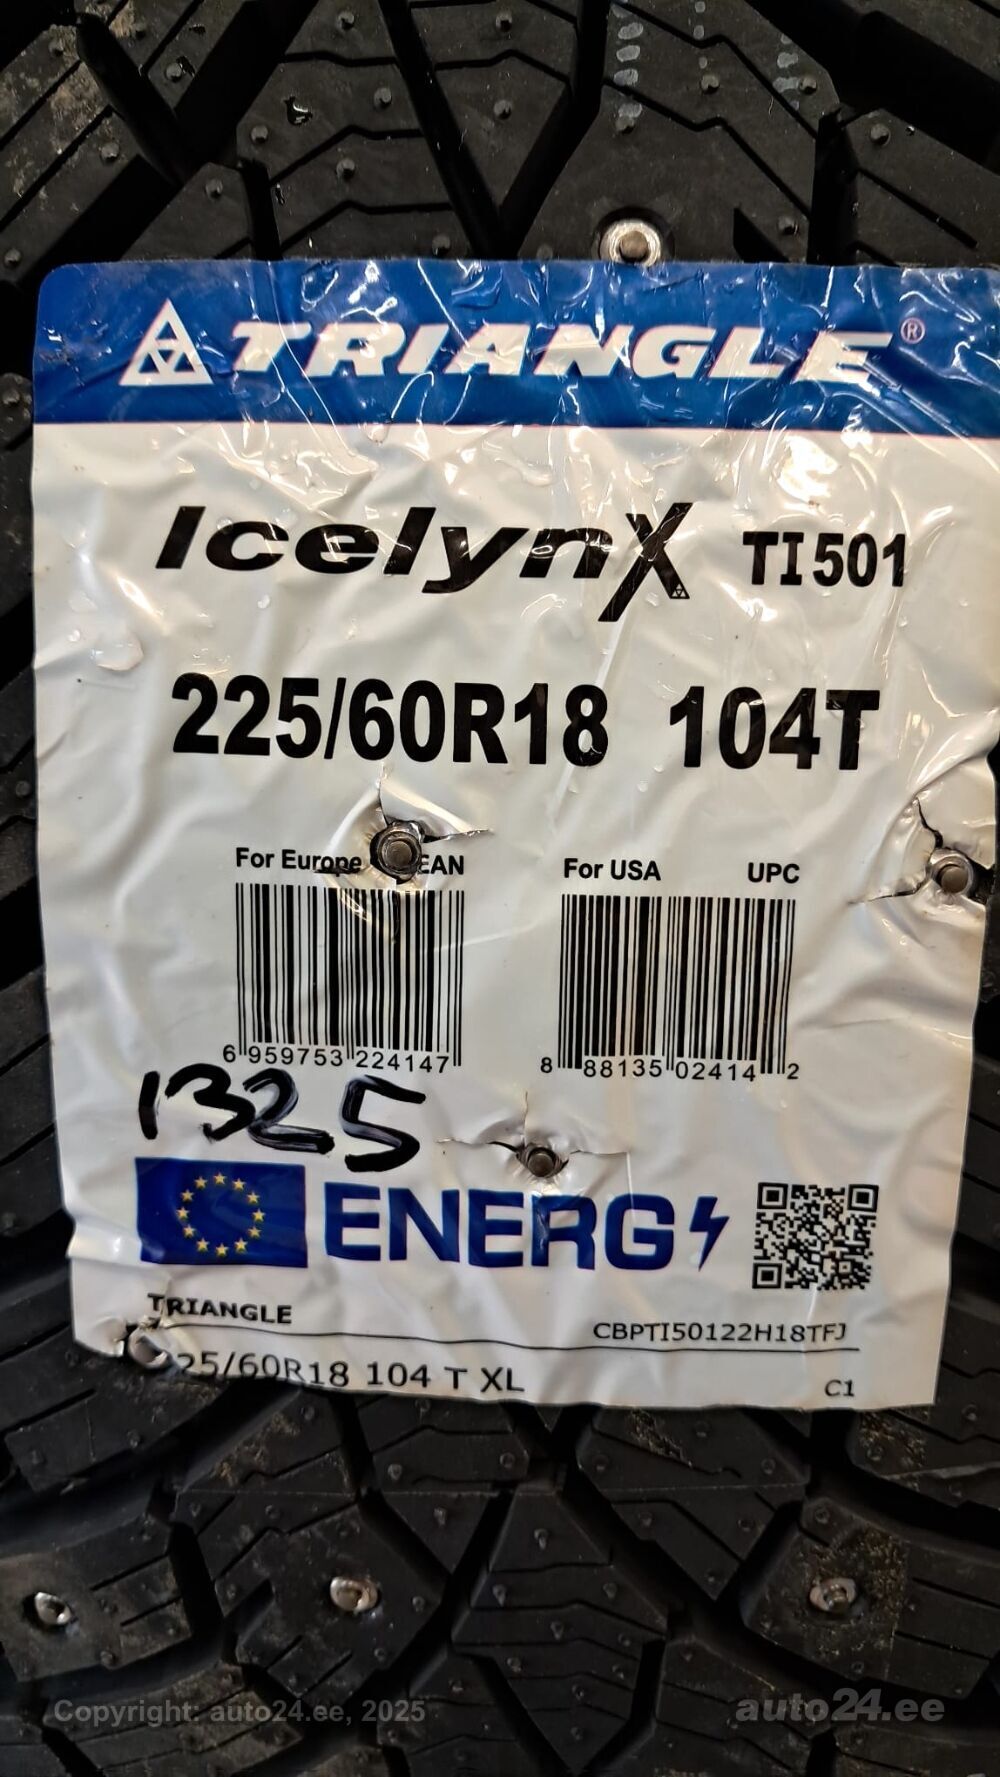 TRIANGLE®
IcelynX TI501
225/60R18 104T
For Europe EAN
For USA UPC
6 959753 224147
8 88135 02414 2
1325
ENERG
TRIANGLE
CBPTI50122H18TFJ
25/60R18 104 T XL
C1
Copyright: auto24.ee, 2025
auto24.ee